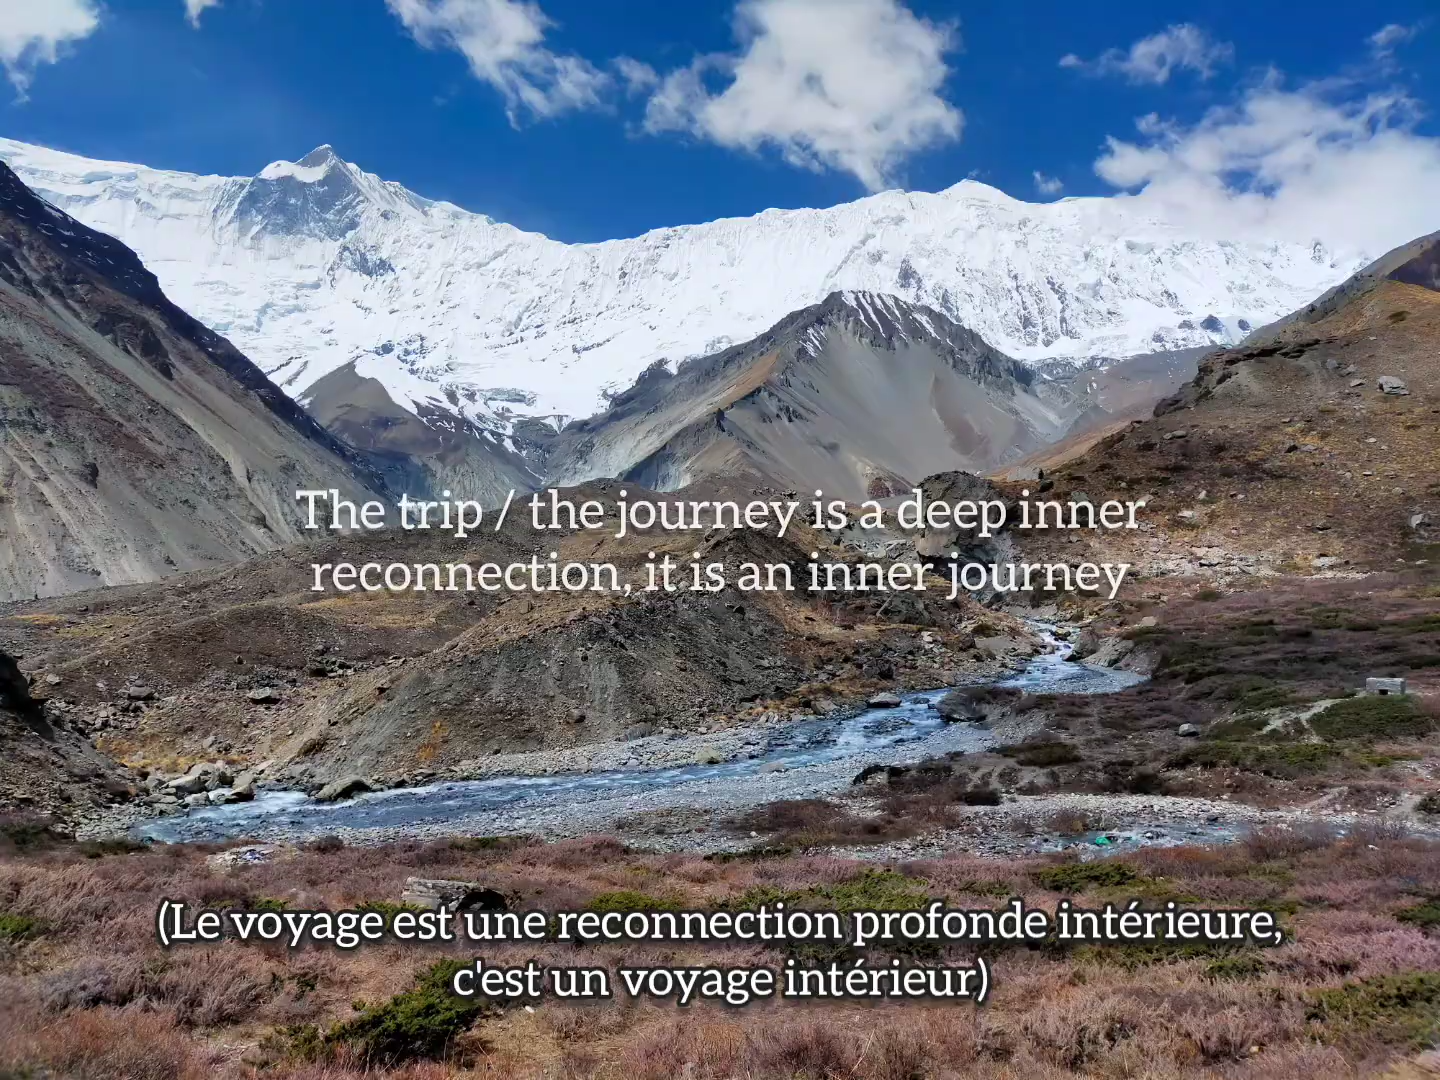 The trip / the journey is a deep inner
reconnection, it is an inner journey
(Le voyage est une reconnection profonde intérieure,
c'est un voyage intérieur)